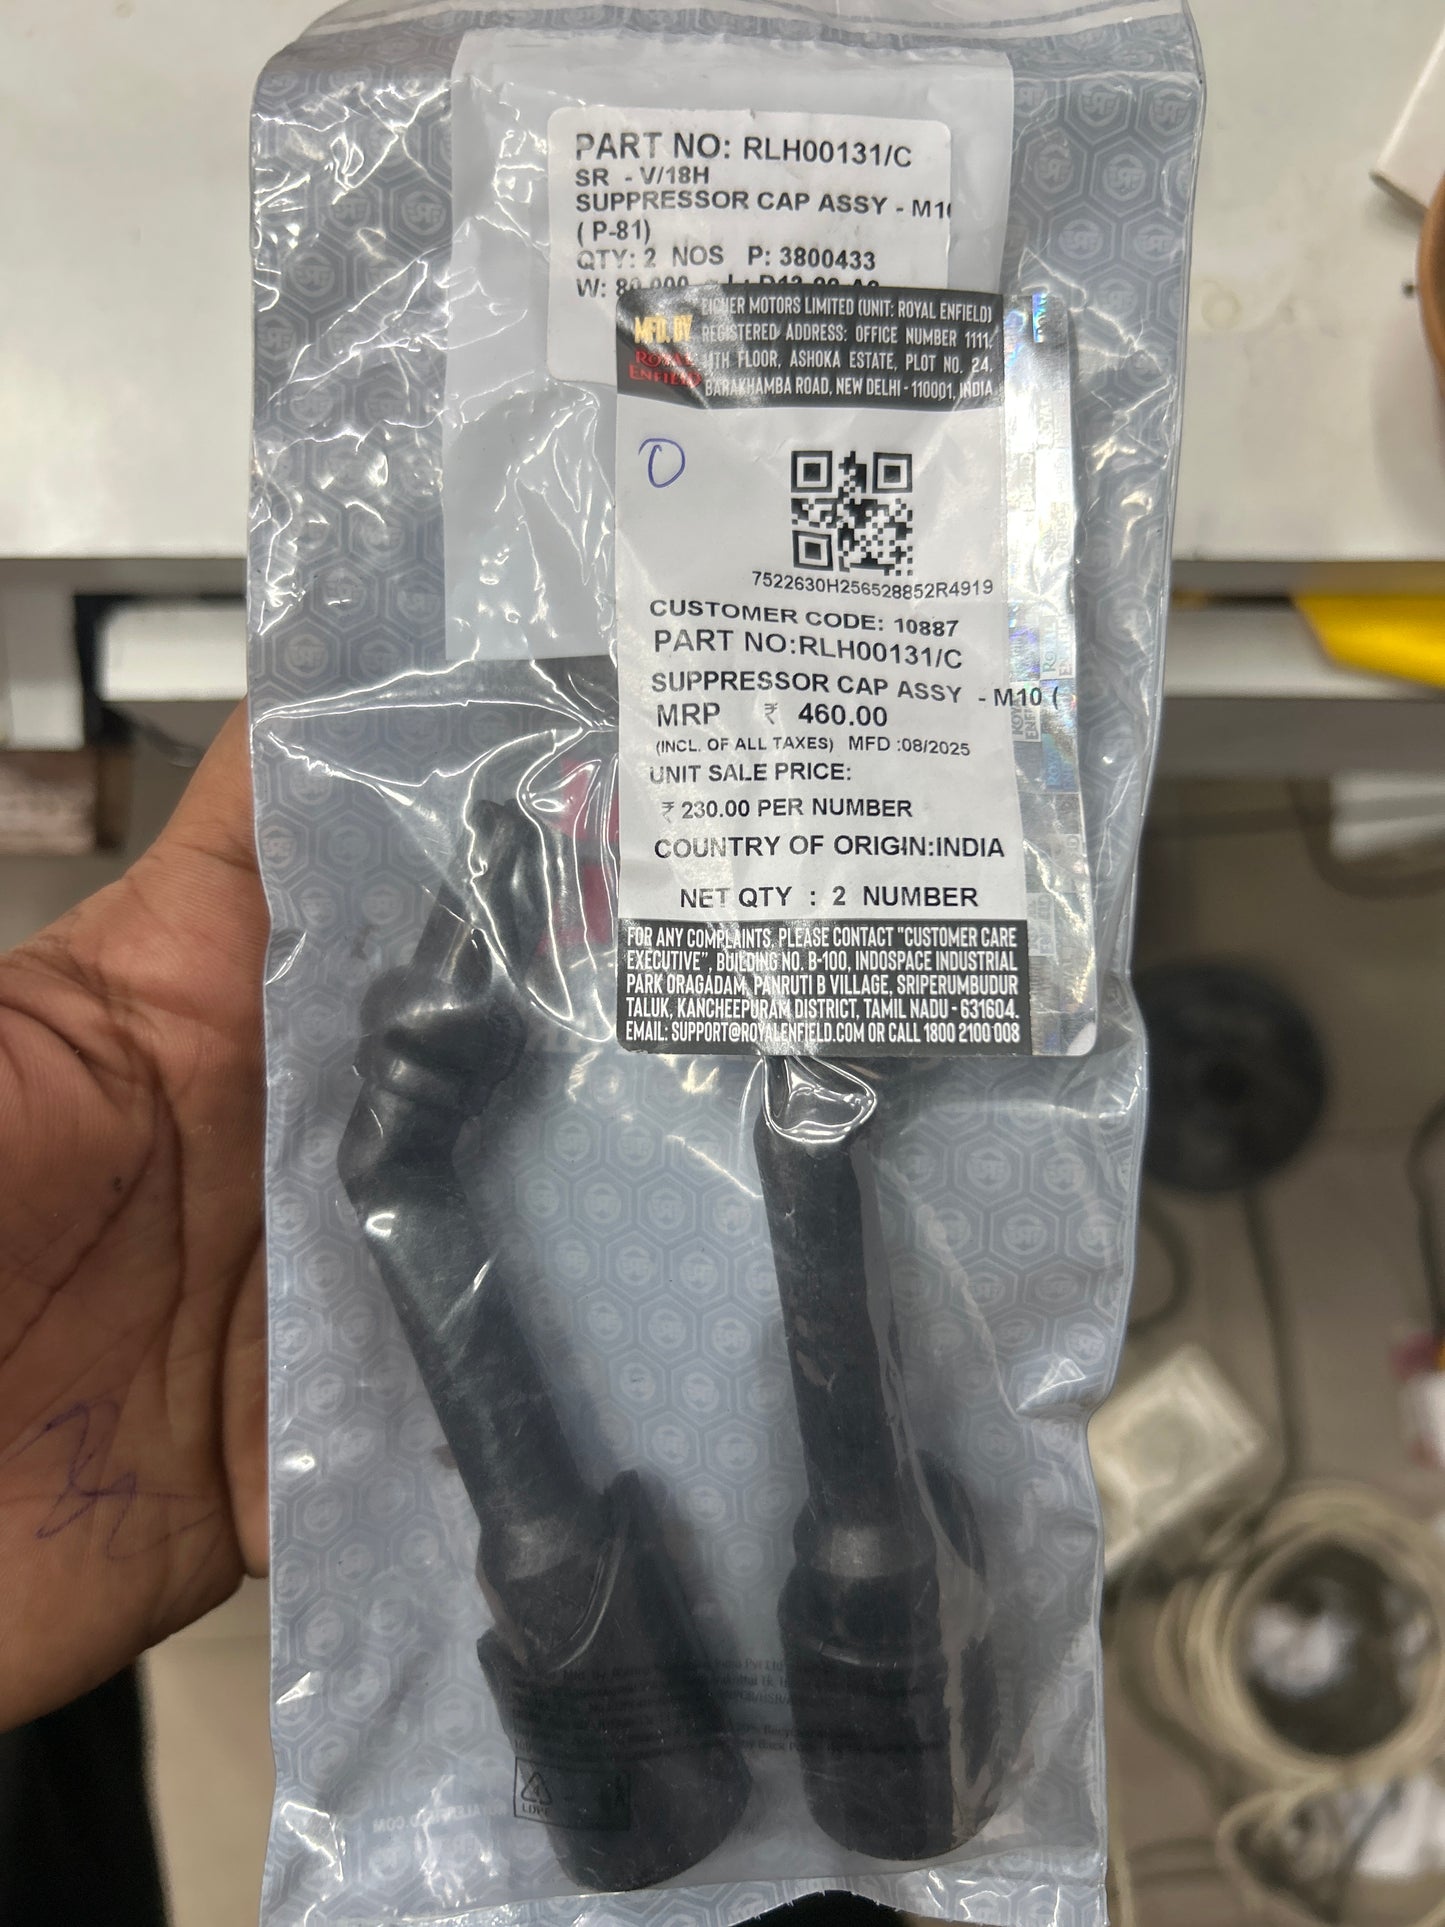 PART NO: RLH00131/C
SR - V/18H
SUPPRESSOR CAP ASSY - M10
( P-81)
QTY: 2 NOS P: 3800433
W: 80.000
MFD. BY
ROYAL
ENFIELD
EICHER MOTORS LIMITED (UNIT: ROYAL ENFIELD)
REGISTERED ADDRESS: OFFICE NUMBER 1111,
11TH FLOOR, ASHOKA ESTATE, PLOT NO. 24,
BARAKHAMBA ROAD, NEW DELHI - 110001, INDIA
7522630H256528852R4919
CUSTOMER CODE: 10887
PART NO:RLH00131/C
SUPPRESSOR CAP ASSY - M10 (
MRP ₹ 460.00
(INCL. OF ALL TAXES) MFD :08/2025
UNIT SALE PRICE:
₹ 230.00 PER NUMBER
COUNTRY OF ORIGIN:INDIA
NET QTY : 2 NUMBER
FOR ANY COMPLAINTS, PLEASE CONTACT "CUSTOMER CARE
EXECUTIVE", BUILDING NO. B-100, INDOSPACE INDUSTRIAL
PARK ORAGADAM, PANRUTI B VILLAGE, SRIPERUMBUDUR
TALUK, KANCHEEPURAM DISTRICT, TAMIL NADU - 631604.
EMAIL: SUPPORT@ROYALENFIELD.COM OR CALL 1800 2100 008
LDPE